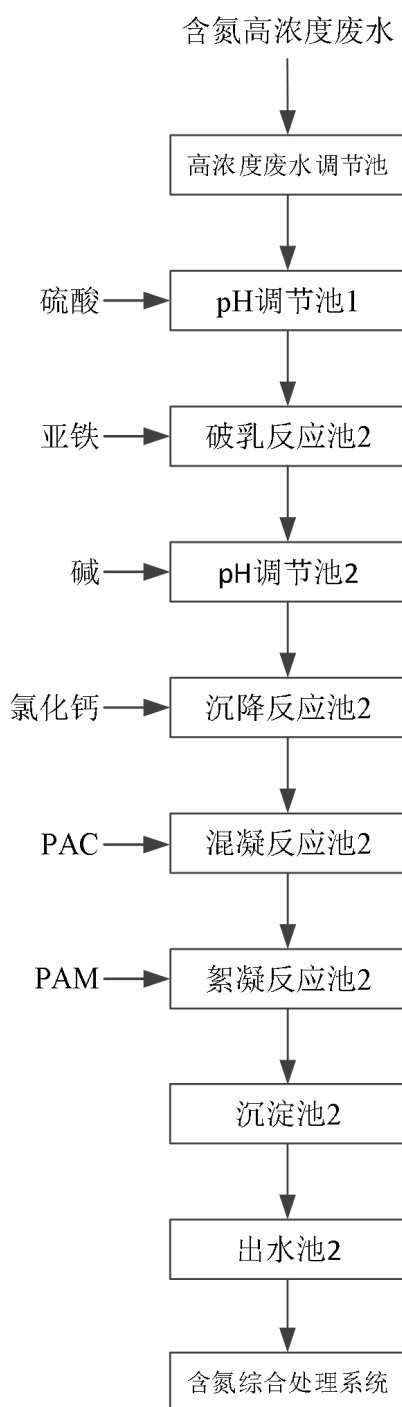 含氮高浓度废水
高浓度废水调节池
硫酸
pH调节池1
亚铁
破乳反应池2
碱
pH调节池2
氯化钙
沉降反应池2
PAC
混凝反应池2
PAM
絮凝反应池2
沉淀池2
出水池2
含氮综合处理系统